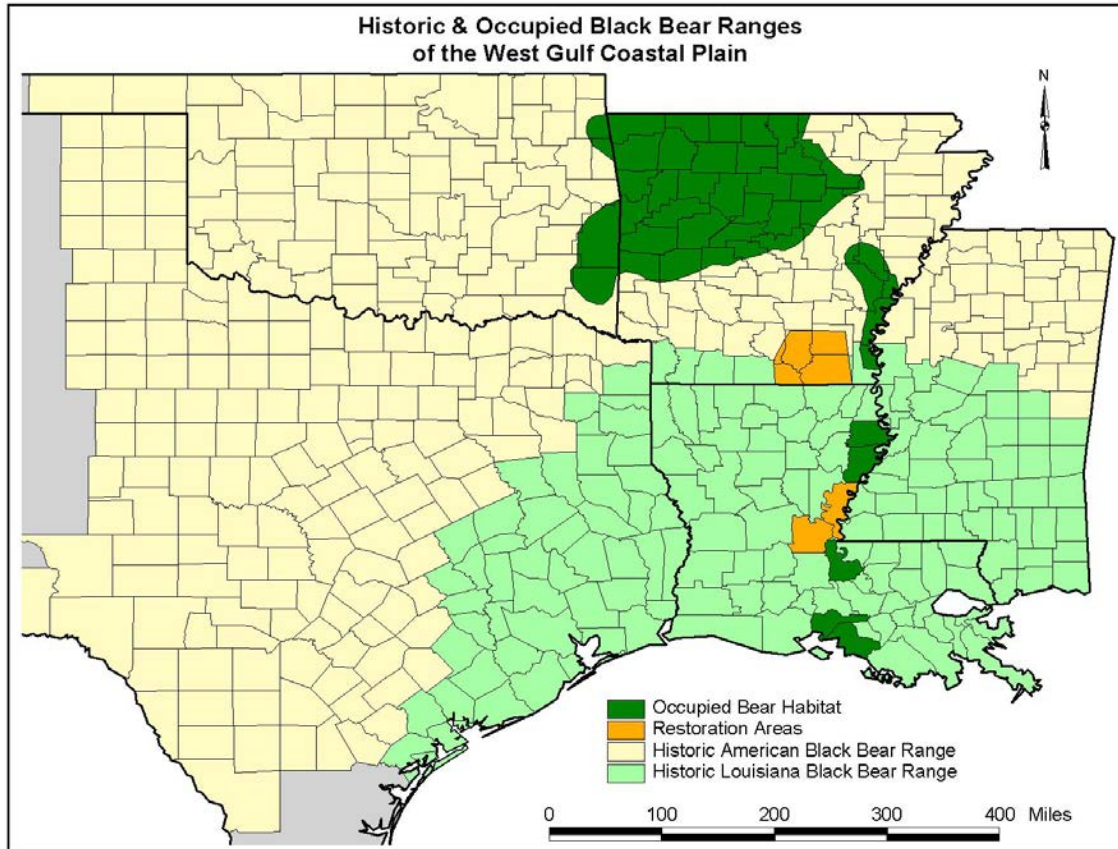 Historic & Occupied Black Bear Ranges
of the West Gulf Coastal Plain
N
Occupied Bear Habitat
Restoration Areas
Historic American Black Bear Range
Historic Louisiana Black Bear Range
0 100 200 300 400 Miles